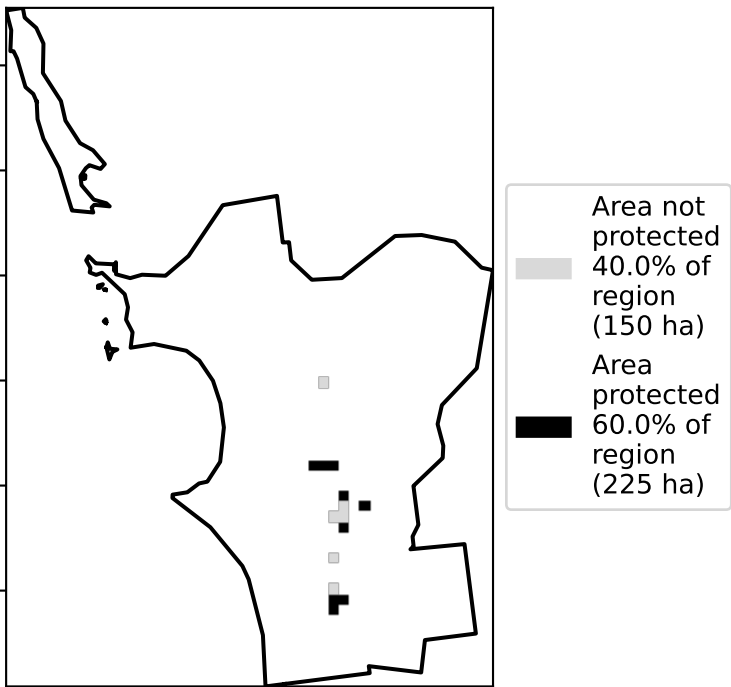 Area not
protected
40.0% of
region
(150 ha)
Area
protected
60.0% of
region
(225 ha)